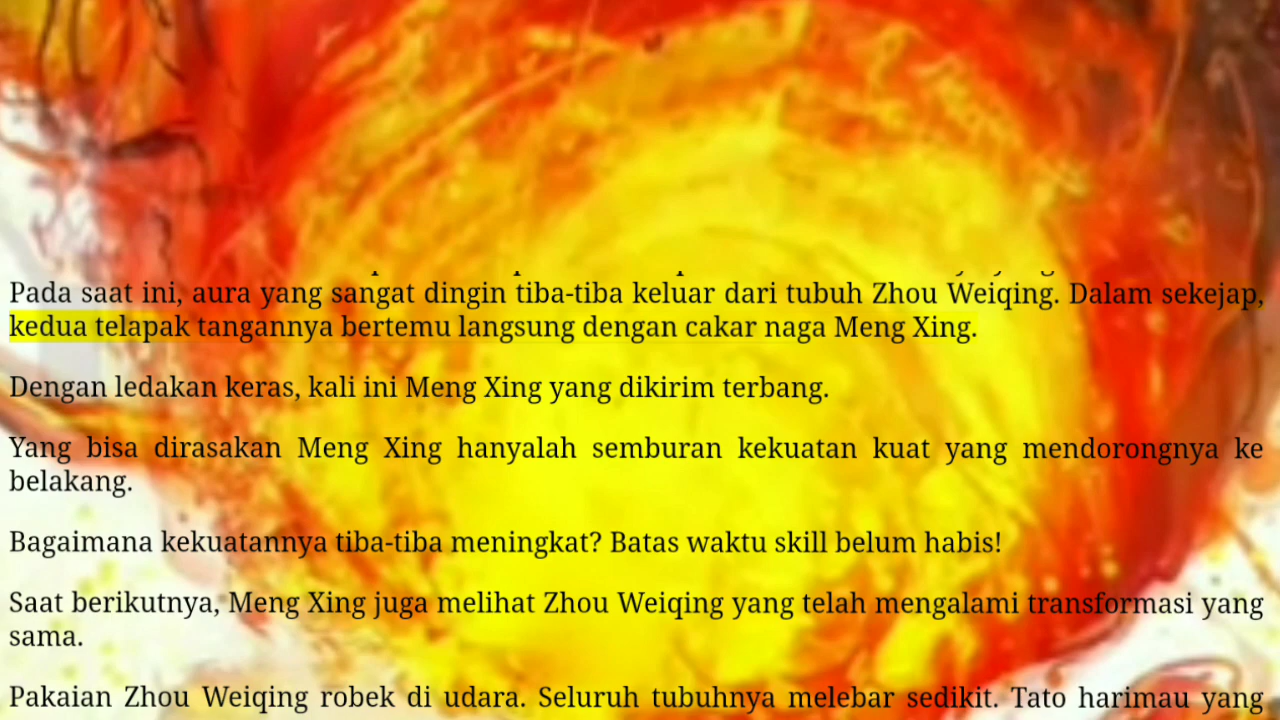 Pada saat ini, aura yang sangat dingin tiba-tiba keluar dari tubuh Zhou Weiqing. Dalam sekejap,
kedua telapak tangannya bertemu langsung dengan cakar naga Meng Xing.
Dengan ledakan keras, kali ini Meng Xing yang dikirim terbang.
Yang bisa dirasakan Meng Xing hanyalah semburan kekuatan kuat yang mendorongnya ke
belakang.
Bagaimana kekuatannya tiba-tiba meningkat? Batas waktu skill belum habis!
Saat berikutnya, Meng Xing juga melihat Zhou Weiqing yang telah mengalami transformasi yang
sama.
Pakaian Zhou Weiqing robek di udara. Seluruh tubuhnya melebar sedikit. Tato harimau yang